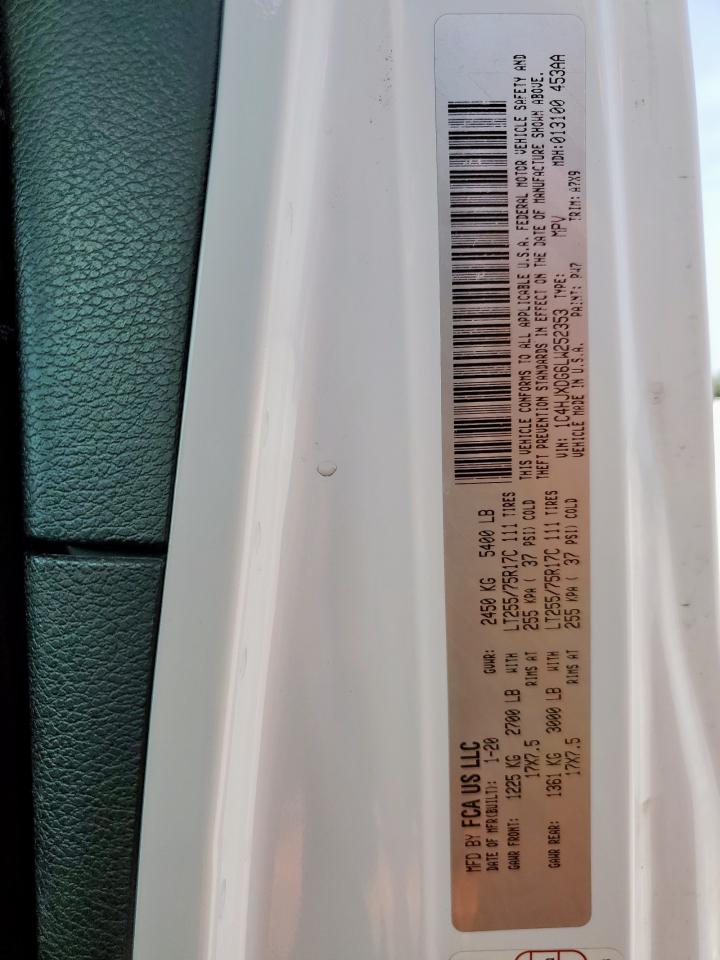 MFD BY FCA US LLC
DATE OF MFR(BUILT): 1-20 GVWR: 2450 KG 5400 LB
GAWR FRONT: 1225 KG 2700 LB WITH LT255/75R17C 111 TIRES
17X7.5 RIMS AT 255 KPA ( 37 PSI) COLD
GAWR REAR: 1361 KG 3000 LB WITH LT255/75R17C 111 TIRES
17X7.5 RIMS AT 255 KPA ( 37 PSI) COLD
THIS VEHICLE CONFORMS TO ALL APPLICABLE U.S.A. FEDERAL MOTOR VEHICLE SAFETY AND
THEFT PREVENTION STANDARDS IN EFFECT ON THE DATE OF MANUFACTURE SHOWN ABOVE.
VIN: 1C4HJXDG6LW252353 TYPE: MPV MDH:013100 453AA
VEHICLE MADE IN U.S.A. PAINT: PW7 TRIM: A7X9